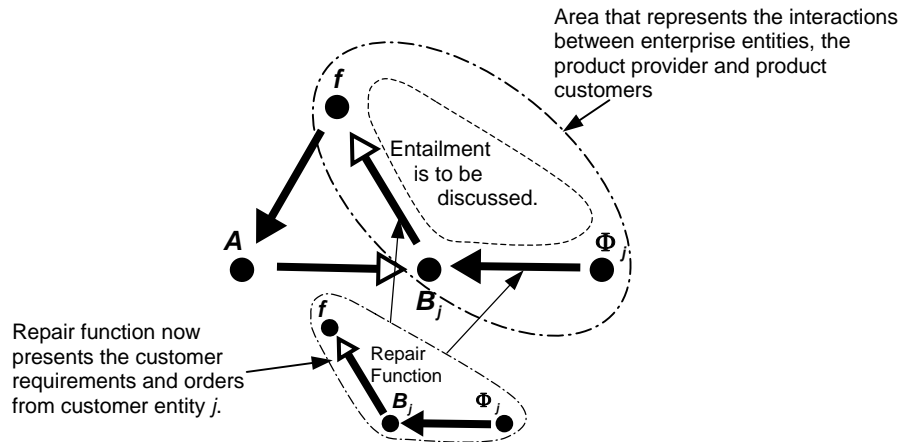 Area that represents the interactions
between enterprise entities, the
product provider and product
customers
f
Entailment
is to be
discussed.
A
Φ j
B j
f
Repair function now
presents the customer
requirements and orders
from customer entity j.
Repair
Function
B j
Φ j